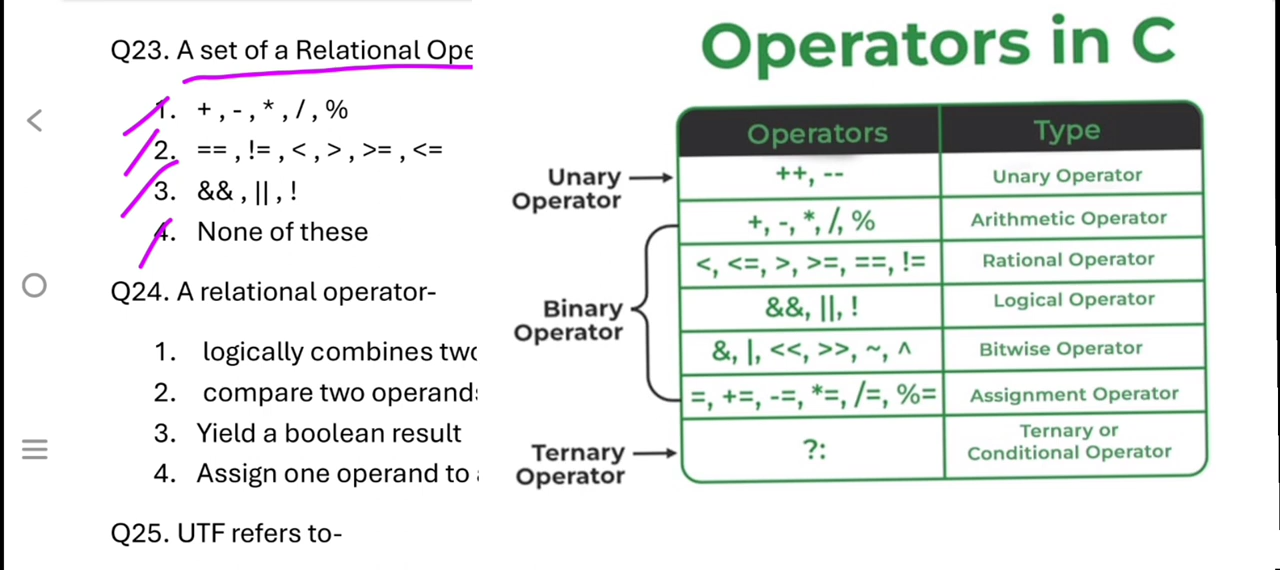 Q23. A set of a Relational Ope
1. + , - , * , / , %
2. == , != , < , > , >= , <=
3. && , || , !
4. None of these
Q24. A relational operator-
1. logically combines two
2. compare two operand
3. Yield a boolean result
4. Assign one operand to
Q25. UTF refers to-
Operators in C
Operators Type
Unary Operator
++, -- Unary Operator
Binary Operator
+, -, *, /, % Arithmetic Operator
<, <=, >, >=, ==, != Rational Operator
&&, ||, ! Logical Operator
&, |, <<, >>, ~, ^ Bitwise Operator
=, +=, -=, *=, /=, %= Assignment Operator
Ternary Operator
?: Ternary or Conditional Operator